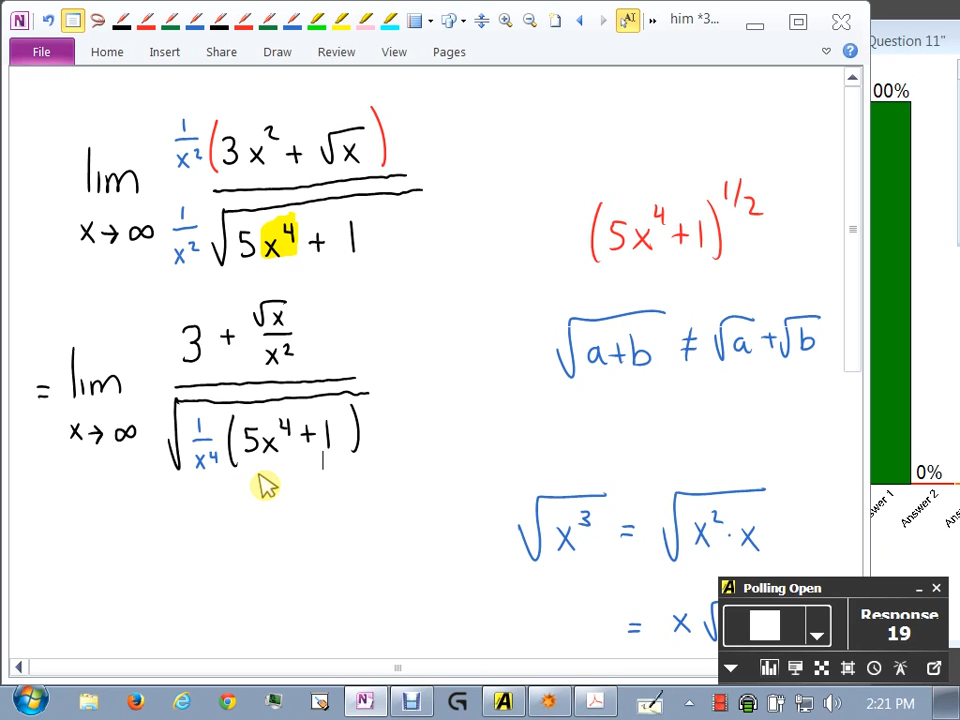 him *3...
Question 11"
File Home Insert Share Draw Review View Pages
lim x→∞ 1/x² (3x² + √x) / 1/x² √(5x⁴ + 1)
= lim x→∞ 3 + √x/x² / √(1/x⁴ (5x⁴ + 1))
(5x⁴+1)^1/2
√(a+b) ≠ √a + √b
√(x³) = √(x² · x)
= x √
00%
0%
Answer 2
Polling Open
Response
19
2:21 PM